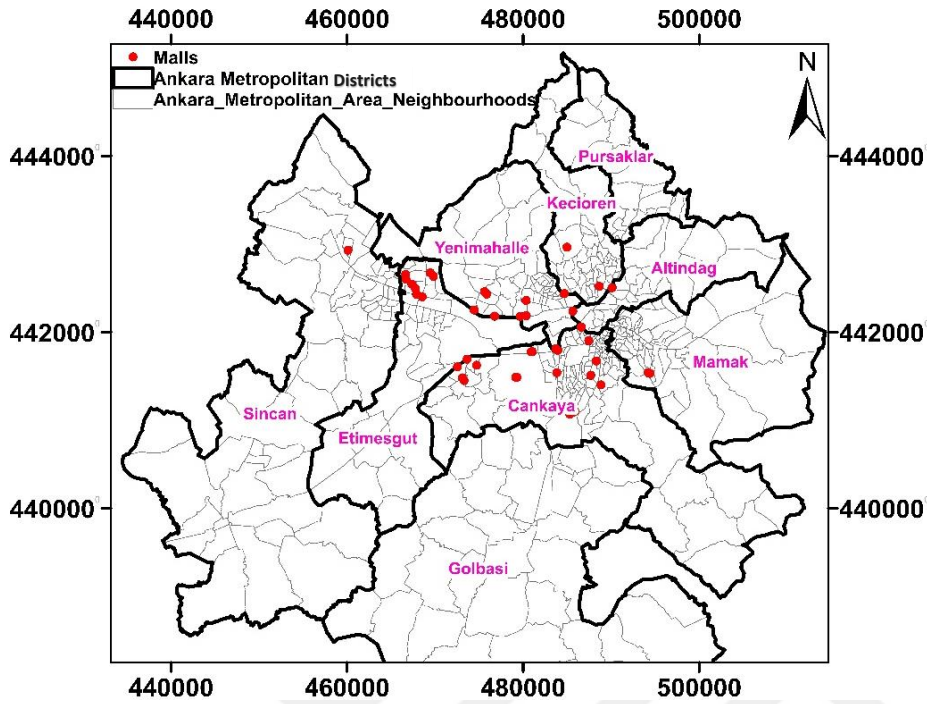 440000 460000 480000 500000
Malls
Ankara Metropolitan Districts
Ankara_Metropolitan_Area_Neighbourhoods
N
444000 444000
Pursaklar
Kecioren
Yenimahalle
Altindag
442000 442000
Mamak
Cankaya
Sincan
Etimesgut
440000 440000
Golbasi
440000 460000 480000 500000